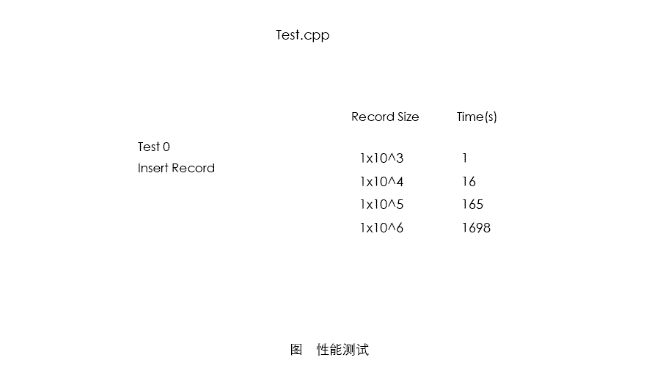 Test.cpp
Record Size Time(s)
Test 0
1x10^3 1
Insert Record
1x10^4 16
1x10^5 165
1x10^6 1698
图 性能测试